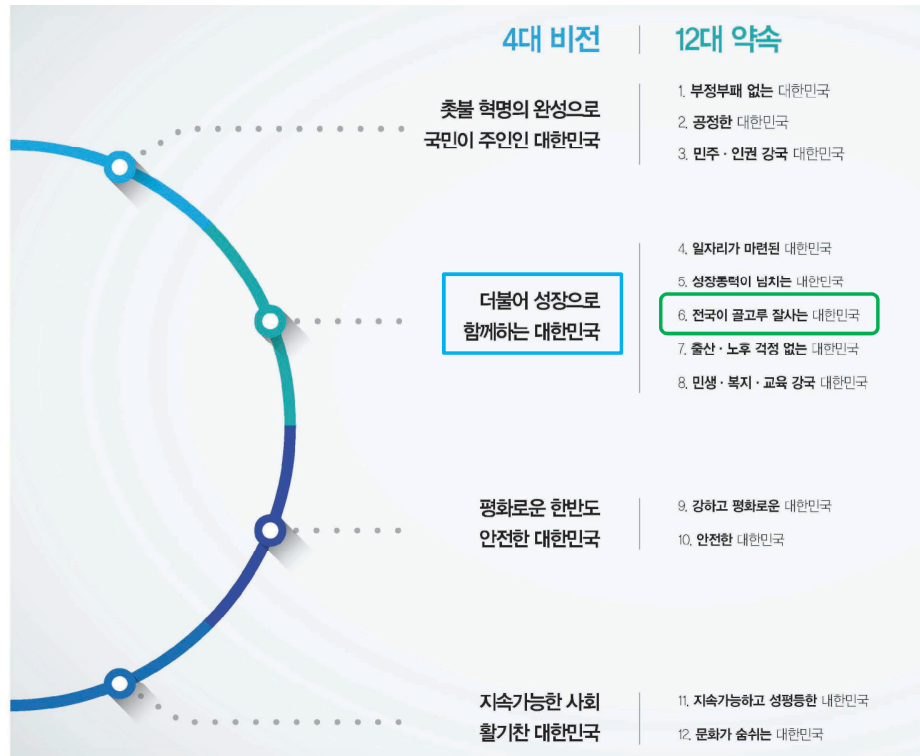 4대 비전
12대 약속
촛불 혁명의 완성으로
국민이 주인인 대한민국
1. 부정부패 없는 대한민국
2. 공정한 대한민국
3. 민주 · 인권 강국 대한민국
더불어 성장으로
함께하는 대한민국
4. 일자리가 마련된 대한민국
5. 성장동력이 넘치는 대한민국
6. 전국이 골고루 잘사는 대한민국
7. 출산 · 노후 걱정 없는 대한민국
8. 민생 · 복지 · 교육 강국 대한민국
평화로운 한반도
안전한 대한민국
9. 강하고 평화로운 대한민국
10. 안전한 대한민국
지속가능한 사회
활기찬 대한민국
11. 지속가능하고 성평등한 대한민국
12. 문화가 숨쉬는 대한민국